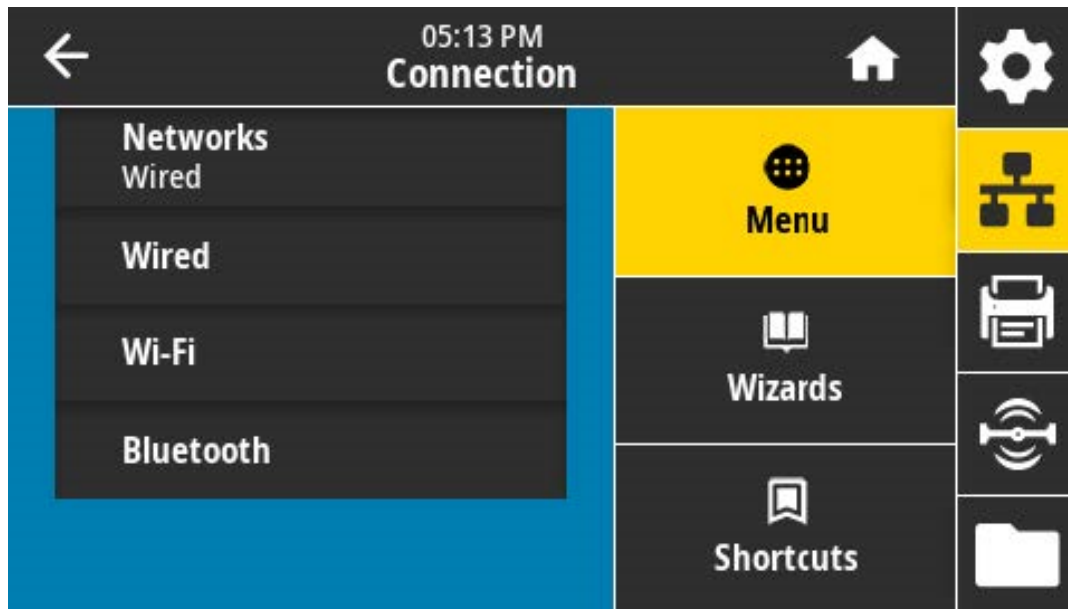 05:13 PM
Connection
Networks
Wired
Wired
Wi-Fi
Bluetooth
Menu
Wizards
Shortcuts